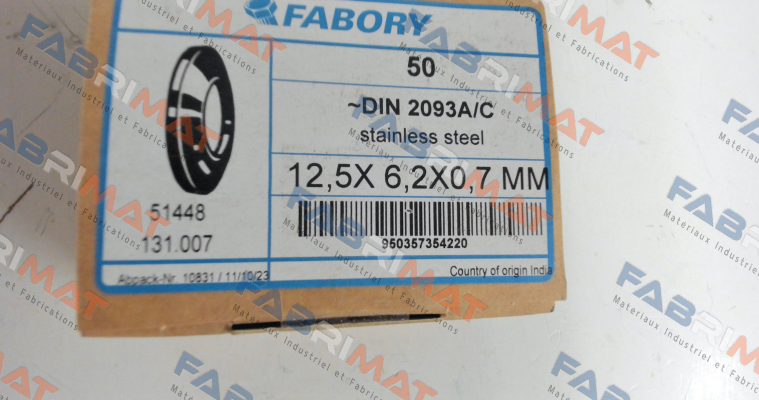 FABORY
50
~DIN 2093A/C
stainless steel
12,5X 6,2X0,7 MM
950357354220
51448
131.007
Abpack-Nr. 10831 / 11/10/23
Country of origin India
FABRIMAT
Matériaux Industriel et Fabrications